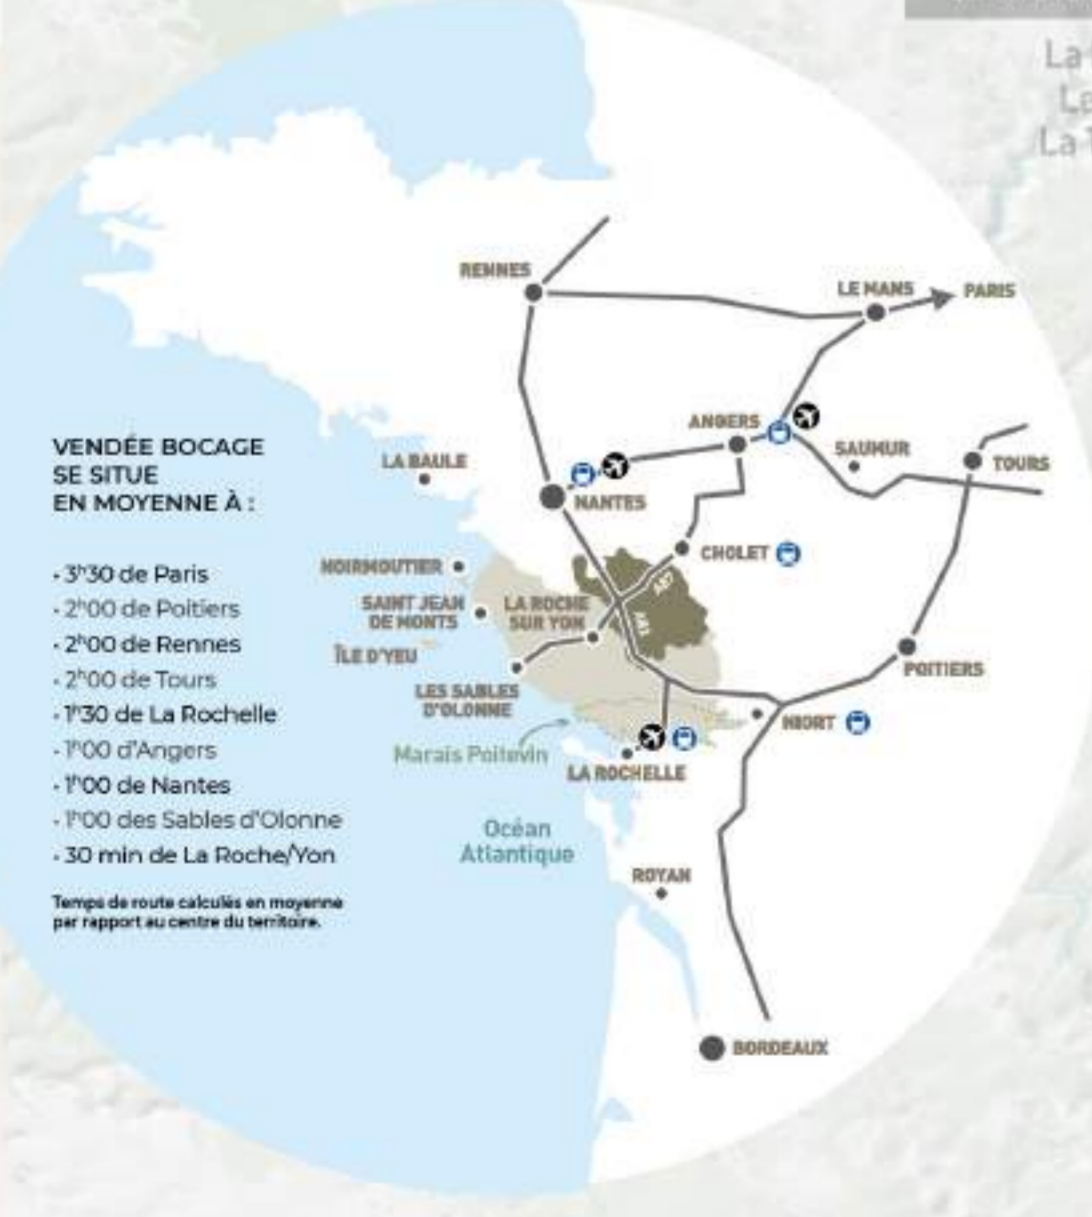 La
La
La
RENNES
LE MANS
PARIS
ANGERS
SAUMUR
TOURS
LA BAULE
NANTES
CHOLET
VENDÉE BOCAGE
SE SITUE
EN MOYENNE À :
• 3h30 de Paris
• 2h00 de Poitiers
• 2h00 de Rennes
• 2h00 de Tours
• 1h30 de La Rochelle
• 1h00 d'Angers
• 1h00 de Nantes
• 1h00 des Sables d'Olonne
• 30 min de La Roche/Yon
Temps de route calculés en moyenne
par rapport au centre du territoire.
NOIRMOUTIER
SAINT JEAN
DE MONTS
LA ROCHE
SUR YON
A87
A83
ÎLE D'YEU
LES SABLES
D'OLONNE
POITIERS
NIORT
Marais Poitevin
LA ROCHELLE
Océan
Atlantique
ROYAN
BORDEAUX